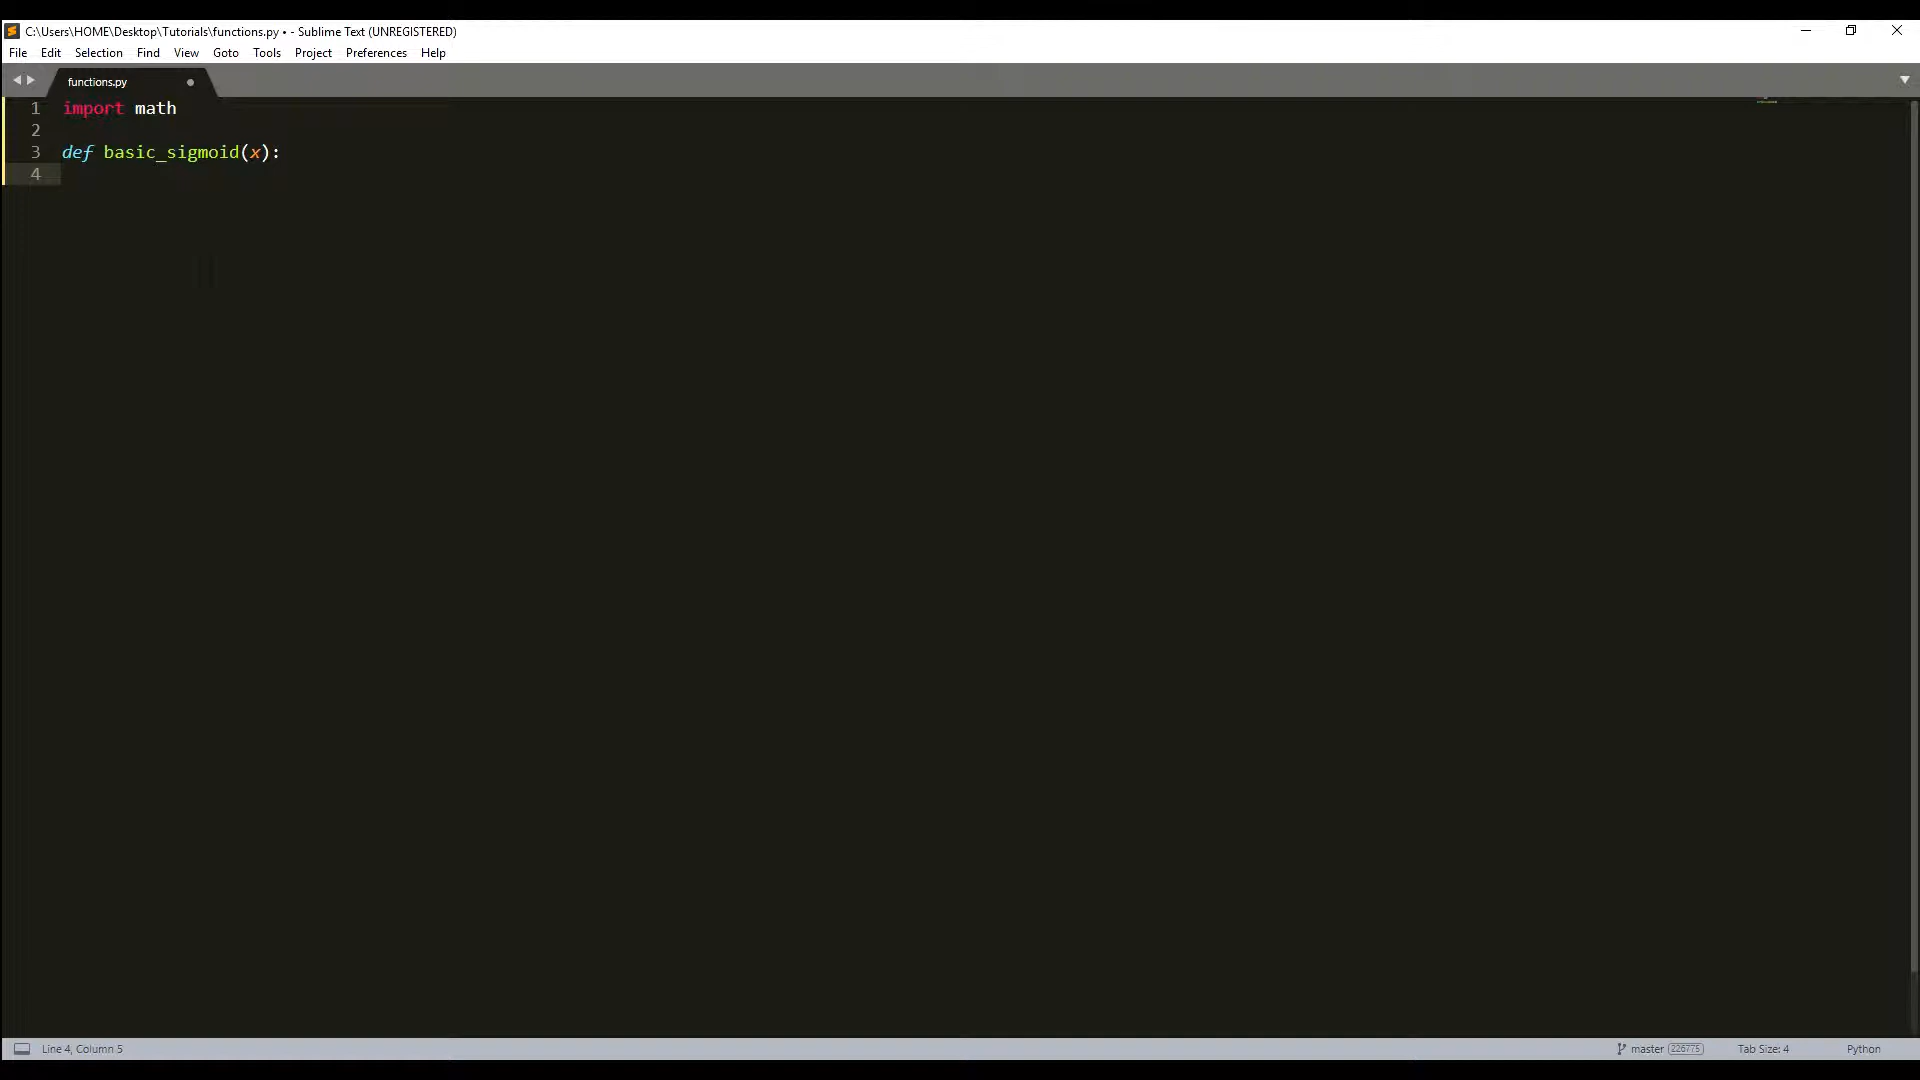 C:\Users\HOME\Desktop\Tutorials\functions.py • - Sublime Text (UNREGISTERED)
File Edit Selection Find View Goto Tools Project Preferences Help
functions.py
1 import math
2
3 def basic_sigmoid(x):
4
Line 4, Column 5 master 226775 Tab Size: 4 Python